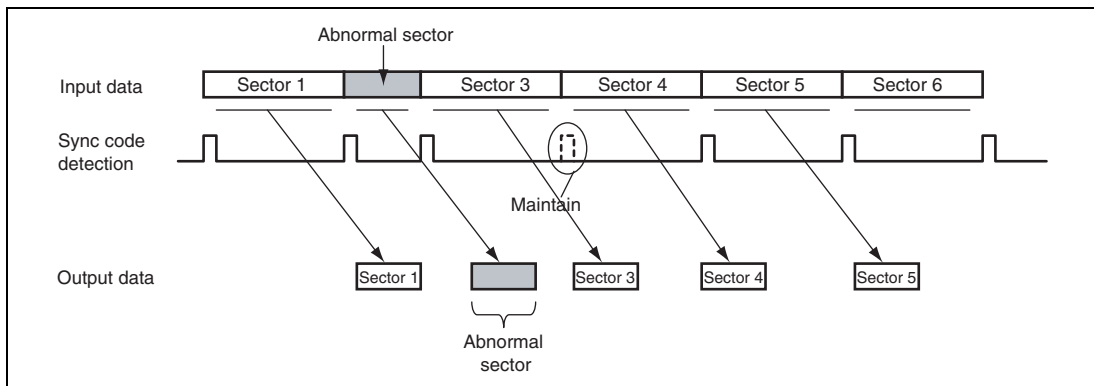 Abnormal sector
Input data
Sector 1
Sector 3
Sector 4
Sector 5
Sector 6
Sync code
detection
Maintain
Output data
Sector 1
Sector 3
Sector 4
Sector 5
Abnormal
sector